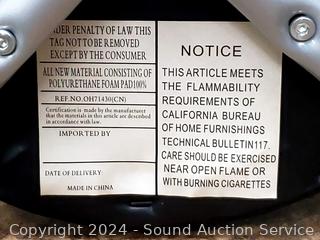 DER PENALTY OF LAW THIS
TAG NOT TO BE REMOVED
EXCEPT BY THE CONSUMER
ALL NEW MATERIAL CONSISTING OF
POLYURETHANE FOAM PAD100%
REF.NO.OH71430(CN)
Certification is made by the manufacturer
that the materials in this article are described
in accordance with law.
IMPORTED BY
DATE OF DELIVERY
MADE IN CHINA
NOTICE
THIS ARTICLE MEETS
THE FLAMMABILITY
REQUIREMENTS OF
CALIFORNIA BUREAU
OF HOME FURNISHINGS
TECHNICAL BULLETIN117.
CARE SHOULD BE EXERCISED
NEAR OPEN FLAME OR
WITH BURNING CIGARETTES
Copyright 2024 - Sound Auction Service